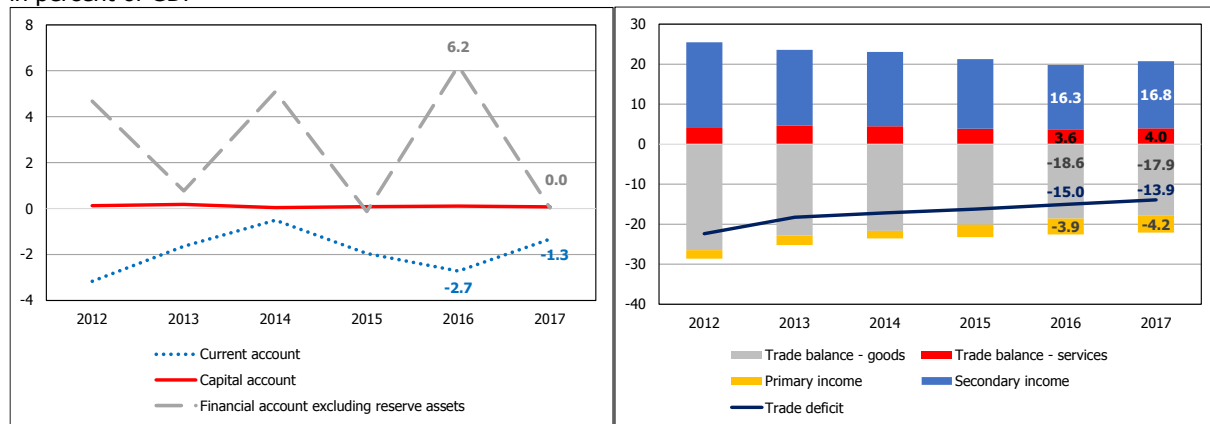 in percent of GDP
8
6
4
2
0
-2
-4
6.2
0.0
-2.7
-1.3
2012 2013 2014 2015 2016 2017
Current account
Capital account
Financial account excluding reserve assets
30
20
10
0
-10
-20
-30
-40
16.3 16.8
3.6 4.0
-18.6 -17.9
-15.0 -13.9
-3.9 -4.2
2012 2013 2014 2015 2016 2017
Trade balance - goods Trade balance - services
Primary income Secondary income
Trade deficit